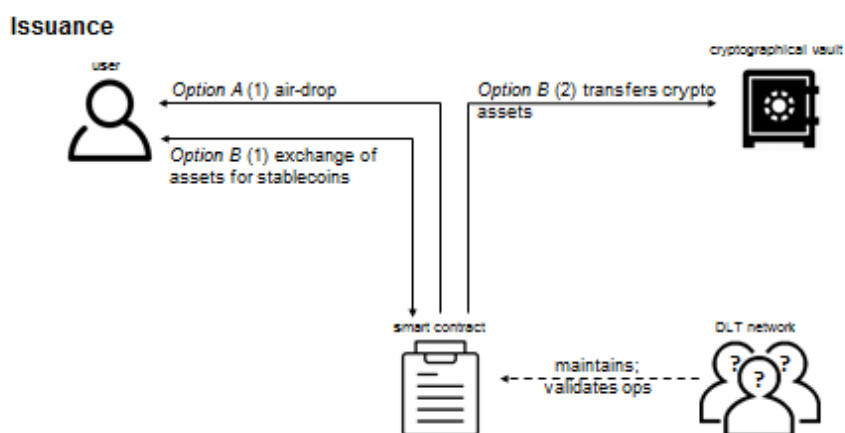 Issuance
cryptographical vault
user
Option A (1) air-drop
Option B (2) transfers crypto
assets
Option B (1) exchange of
assets for stablecoins
smart contract
DLT network
? ? ?
maintains;
validates ops